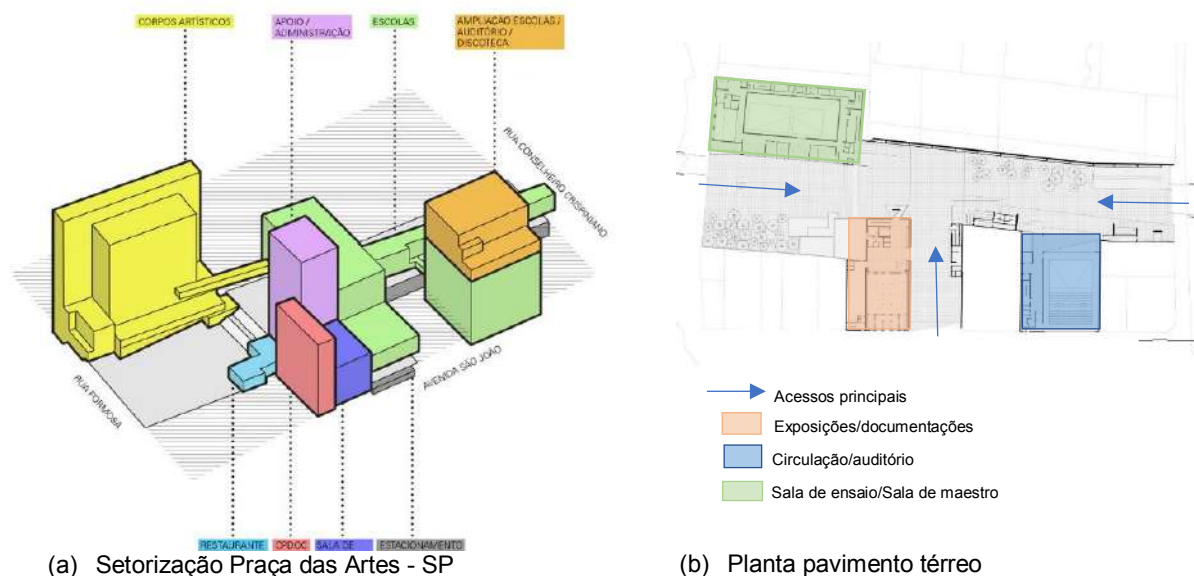 CORPOS ARTÍSTICOS
APOIO /
ADMINISTRAÇÃO
ESCOLAS
AMPLIAÇÃO ESCOLAS /
AUDITÓRIO /
DISCOTECA
RUA CONSELHEIRO CRISPINIANO
AVENIDA SÃO JOÃO
RUA FORMOSA
RESTAURANTE
CPDOC
SALA DE
ESTACIONAMENTO
(a) Setorização Praça das Artes - SP
Acessos principais
Exposições/documentações
Circulação/auditório
Sala de ensaio/Sala de maestro
(b) Planta pavimento térreo